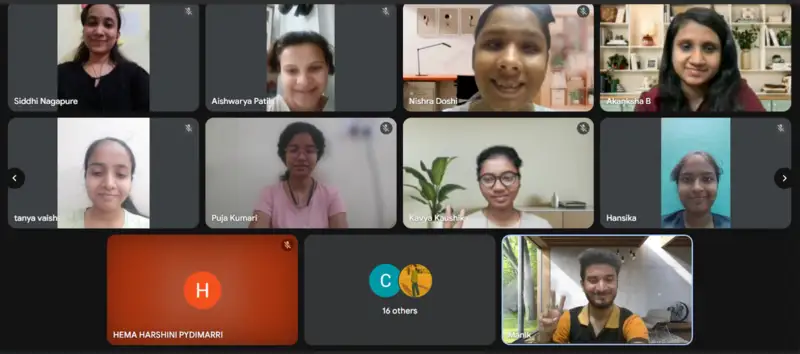 Siddhi Nagapure
Aishwarya Patil
Nishra Doshi
Akanksha B
tanya vaish
Puja Kumari
Kavya Kaushik
Hansika
H
HEMA HARSHINI PYDIMARRI
C
16 others
Manik